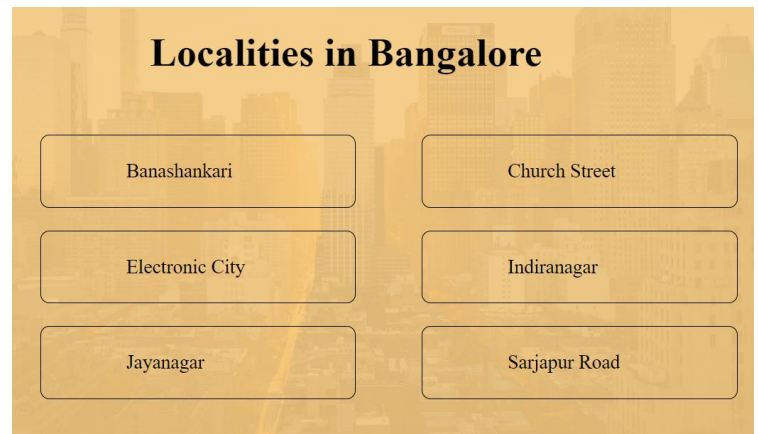 Localities in Bangalore
Banashankari
Church Street
Electronic City
Indiranagar
Jayanagar
Sarjapur Road